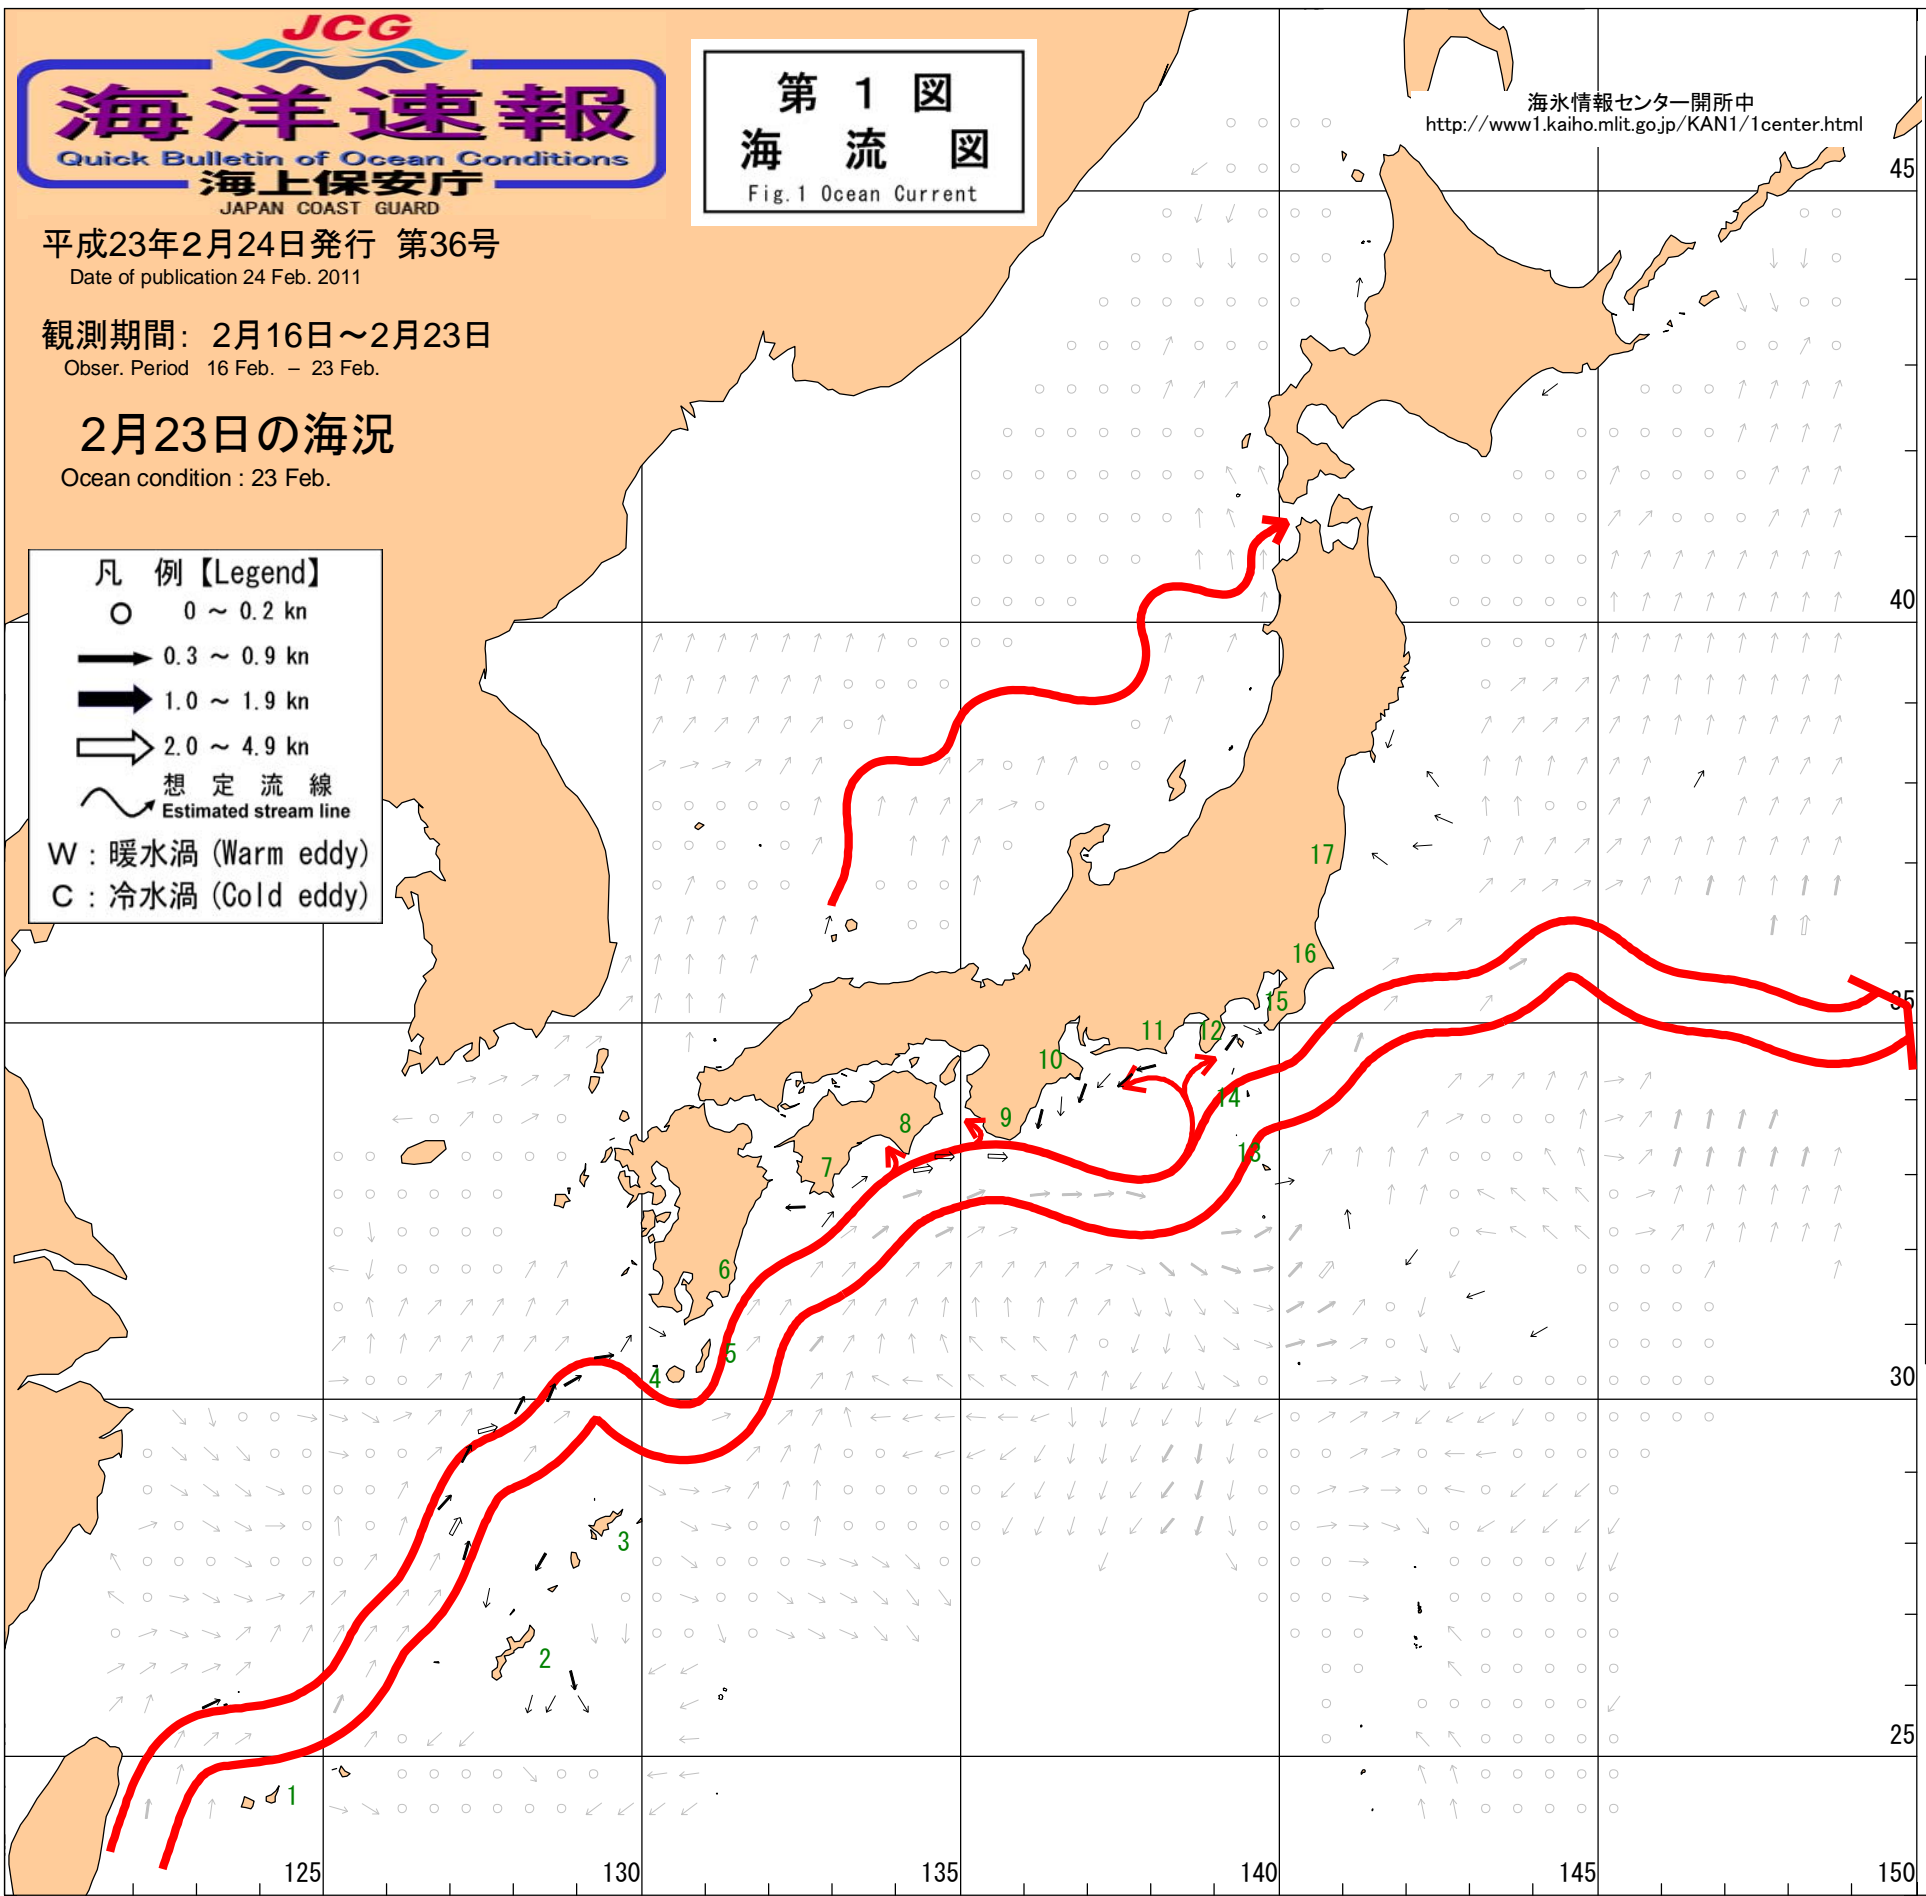 JCG
海洋速報
Quick Bulletin of Ocean Conditions
海上保安庁
JAPAN COAST GUARD
平成23年2月24日発行 第36号
Date of publication 24 Feb. 2011
観測期間： 2月16日～2月23日
Obser. Period 16 Feb. – 23 Feb.
2月23日の海況
Ocean condition : 23 Feb.
第 1 図
海 流 図
Fig.1 Ocean Current
海氷情報センター開所中
http://www1.kaiho.mlit.go.jp/KAN1/1center.html
凡 例【Legend】
0 ～ 0.2 kn
0.3 ～ 0.9 kn
1.0 ～ 1.9 kn
2.0 ～ 4.9 kn
想 定 流 線
Estimated stream line
W : 暖水渦 (Warm eddy)
C : 冷水渦 (Cold eddy)
45
40
17
16
35
15
12
11
10
14
9
8
13
7
6
5
4
30
3
2
25
1
125
130
135
140
145
150